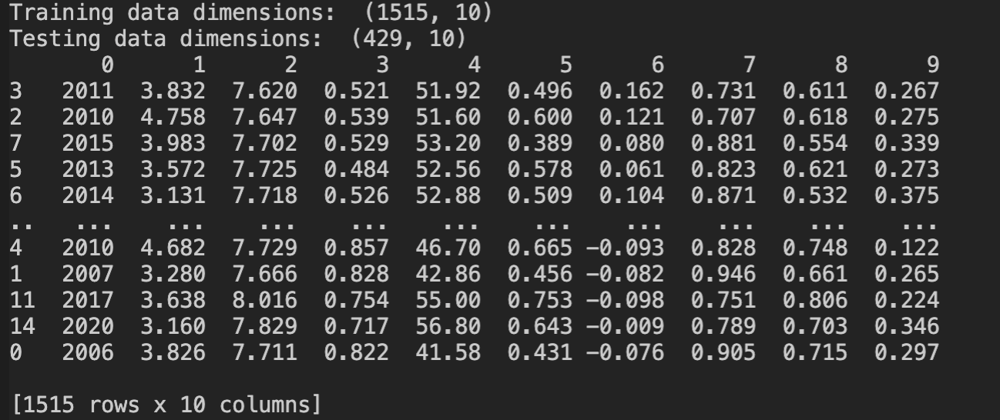 Training data dimensions:  (1515, 10)
Testing data dimensions:  (429, 10)
       0      1      2      3      4      5      6      7      8      9
3   2011  3.832  7.620  0.521  51.92  0.496  0.162  0.731  0.611  0.267
2   2010  4.758  7.647  0.539  51.60  0.600  0.121  0.707  0.618  0.275
7   2015  3.983  7.702  0.529  53.20  0.389  0.080  0.881  0.554  0.339
5   2013  3.572  7.725  0.484  52.56  0.578  0.061  0.823  0.621  0.273
6   2014  3.131  7.718  0.526  52.88  0.509  0.104  0.871  0.532  0.375
..   ...    ...    ...    ...    ...    ...    ...    ...    ...    ...
4   2010  4.682  7.729  0.857  46.70  0.665 -0.093  0.828  0.748  0.122
1   2007  3.280  7.666  0.828  42.86  0.456 -0.082  0.946  0.661  0.265
11  2017  3.638  8.016  0.754  55.00  0.753 -0.098  0.751  0.806  0.224
14  2020  3.160  7.829  0.717  56.80  0.643 -0.009  0.789  0.703  0.346
0   2006  3.826  7.711  0.822  41.58  0.431 -0.076  0.905  0.715  0.297
[1515 rows x 10 columns]